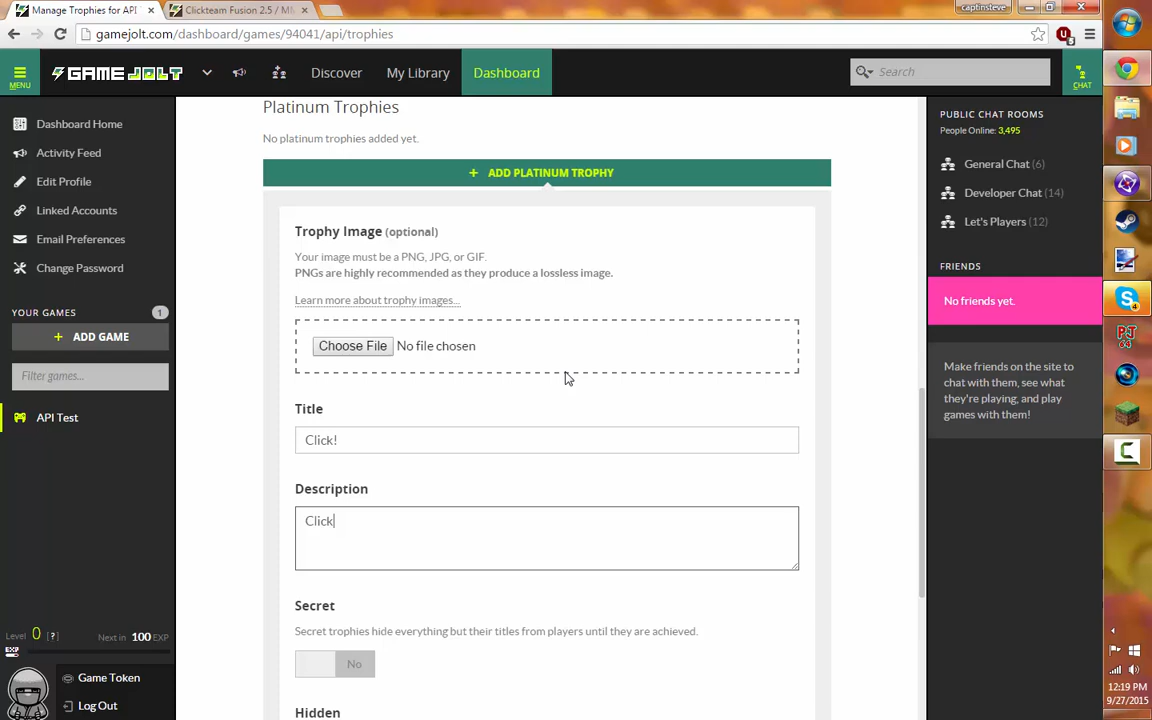 Manage Trophies for API
Clickteam Fusion 2.5 / M
captinsteve
gamejolt.com/dashboard/games/94041/api/trophies
MENU
GAME JOLT
Discover
My Library
Dashboard
Search
CHAT
Dashboard Home
Activity Feed
Edit Profile
Linked Accounts
Email Preferences
Change Password
YOUR GAMES
1
+ ADD GAME
Filter games...
API Test
Level 0 [?]
Next in 100 EXP
EXP
Game Token
Log Out
Platinum Trophies
No platinum trophies added yet.
+ ADD PLATINUM TROPHY
Trophy Image (optional)
Your image must be a PNG, JPG, or GIF.
PNGs are highly recommended as they produce a lossless image.
Learn more about trophy images...
Choose File No file chosen
Title
Click!
Description
Click
Secret
Secret trophies hide everything but their titles from players until they are achieved.
No
Hidden
PUBLIC CHAT ROOMS
People Online: 3,495
General Chat (6)
Developer Chat (14)
Let's Players (12)
FRIENDS
No friends yet.
Make friends on the site to
chat with them, see what
they're playing, and play
games with them!
PJ
64
12:19 PM
9/27/2015